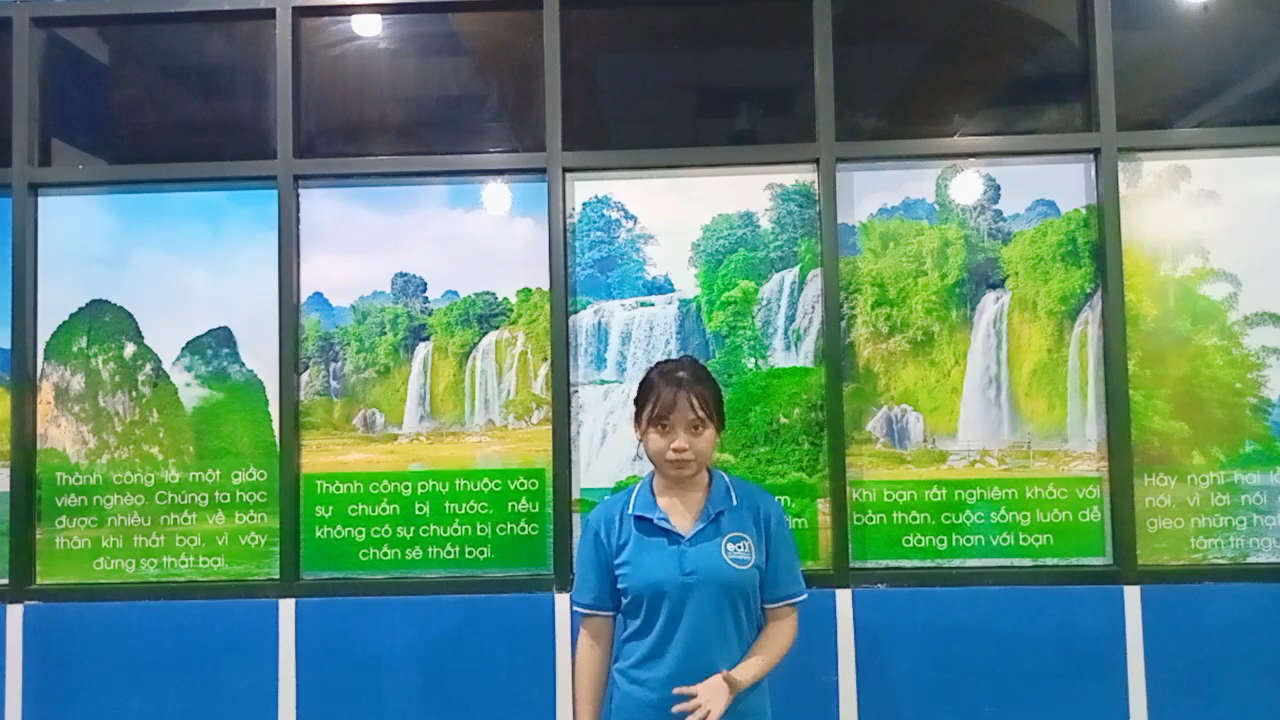 Thành công là một giáo
viên nghèo. Chúng ta học
được nhiều nhất về bản
thân khi thất bại, vì vậy
đừng sợ thất bại.
Thành công phụ thuộc vào
sự chuẩn bị trước, nếu
không có sự chuẩn bị chắc
chắn sẽ thất bại.
Khi bạn rất nghiêm khắc với
bản thân, cuộc sống luôn dễ
dàng hơn với bạn
Hãy nghĩ hai
nói, vì lời nói
gieo những
tâm trí
edX